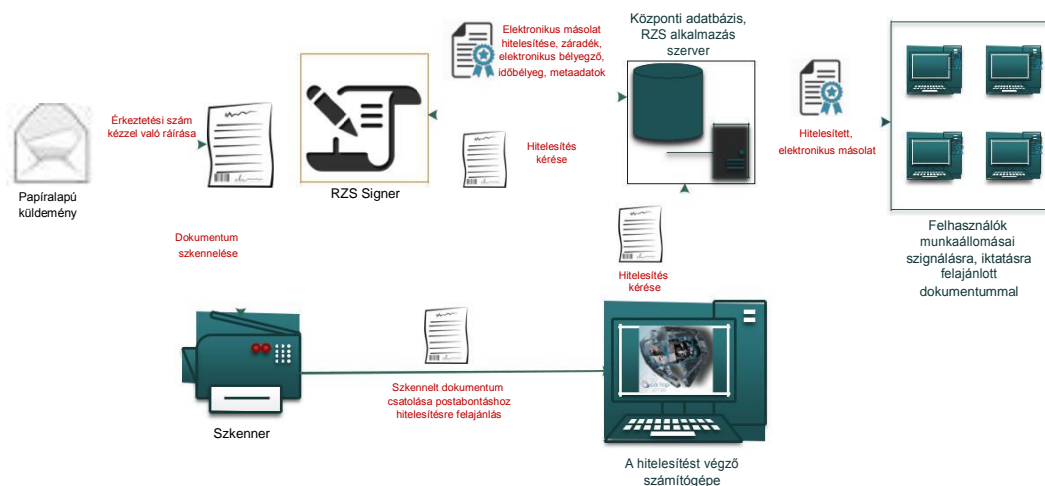 Papíralapú
küldemény
Érkeztetési szám
kézzel való ráírása
RZS Signer
Elektronikus másolat
hitelesítése, záradék,
elektronikus bélyegző,
időbélyeg, metaadatok
Hitelesítés
kérése
Központi adatbázis,
RZS alkalmazás
szerver
Hitelesített,
elektronikus másolat
Felhasználók
munkaállomásai
szignálásra, iktatásra
felajánlott
dokumentummal
Dokumentum
szkennelése
Hitelesítés
kérése
Szkennelt dokumentum
csatolása postabontáshoz
hitelesítésre felajánlás
Szkenner
A hitelesítést végző
számítógépe